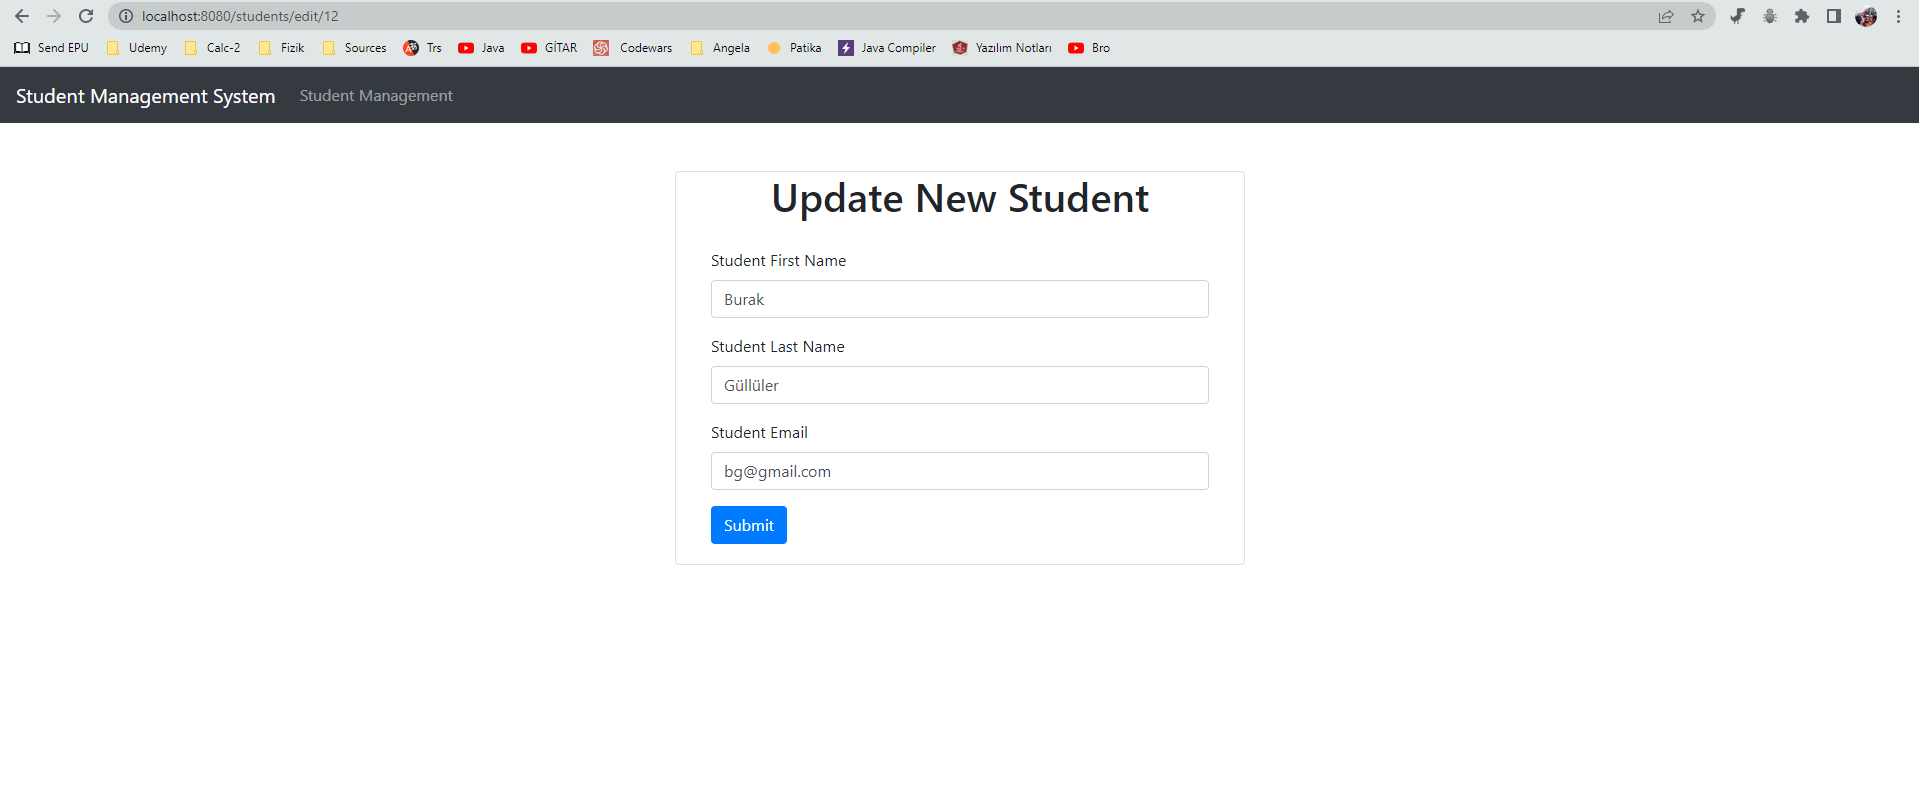 localhost:8080/students/edit/12
Send EPU Udemy Calc-2 Fizik Sources Trs Java GİTAR Codewars Angela Patika Java Compiler Yazılım Notları Bro
Student Management System Student Management
Update New Student
Student First Name
Burak
Student Last Name
Güllüler
Student Email
bg@gmail.com
Submit